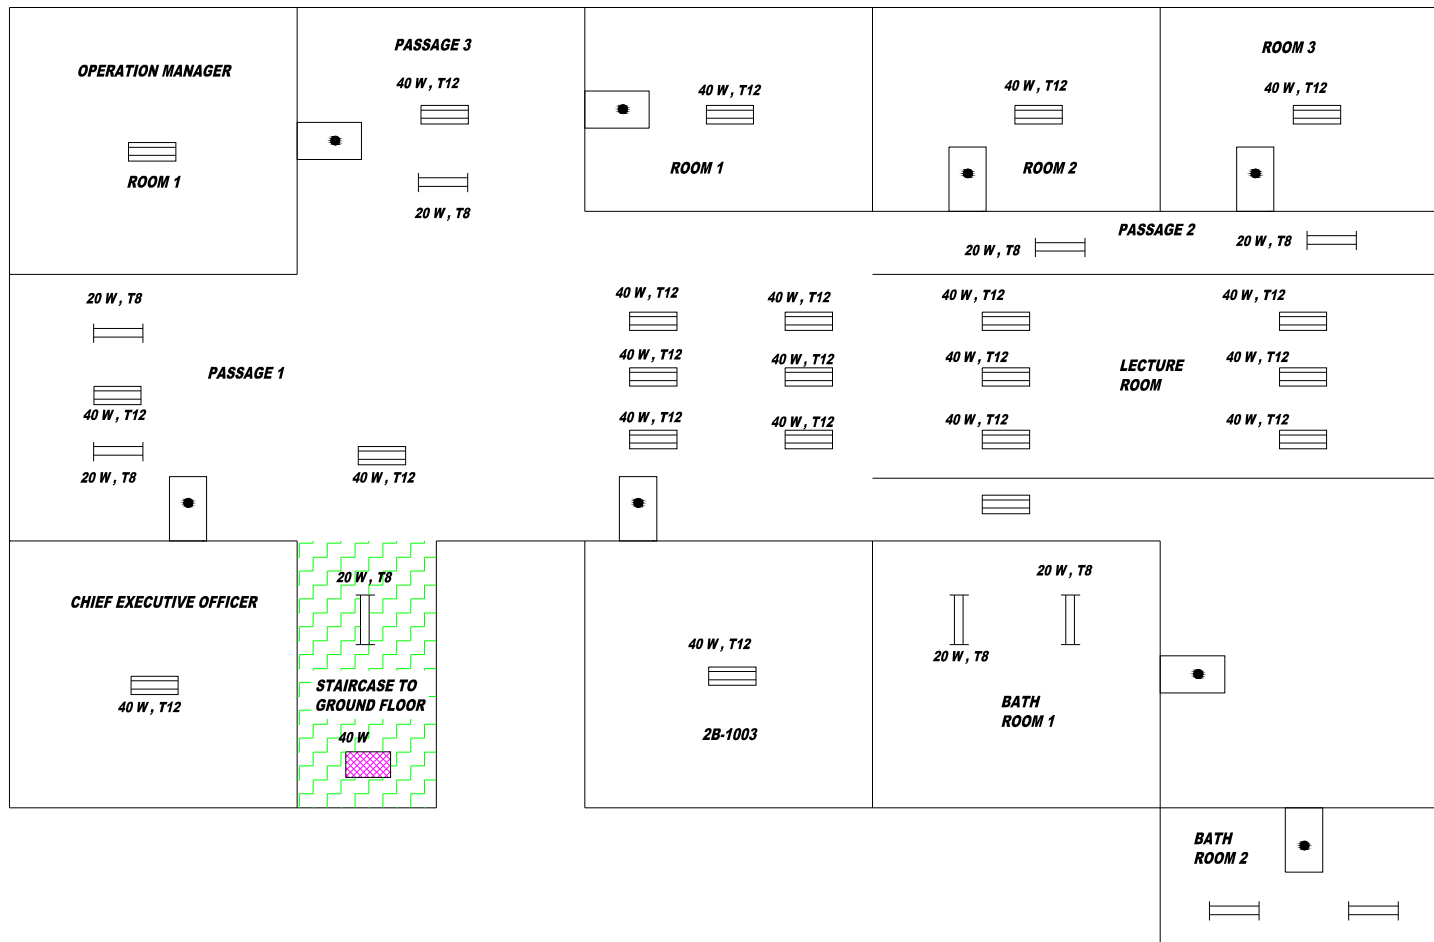 PASSAGE 3
ROOM 3
OPERATION MANAGER
40 W , T12
40 W , T12
40 W , T12
40 W , T12
ROOM 1
ROOM 1
ROOM 2
20 W , T8
PASSAGE 2
20 W , T8
20 W , T8
20 W , T8
40 W , T12
40 W , T12
40 W , T12
40 W , T12
PASSAGE 1
40 W , T12
40 W , T12
40 W , T12
LECTURE
ROOM
40 W , T12
40 W , T12
40 W , T12
40 W , T12
40 W , T12
40 W , T12
20 W , T8
40 W , T12
20 W , T8
20 W , T8
CHIEF EXECUTIVE OFFICER
40 W , T12
20 W , T8
STAIRCASE TO
GROUND FLOOR
40 W , T12
BATH
ROOM 1
40 W
2B-1003
BATH
ROOM 2